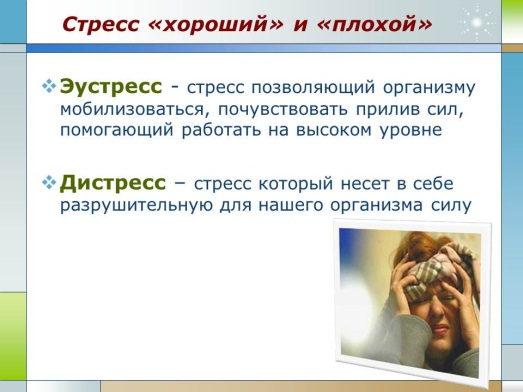 Стресс «хороший» и «плохой»
Эустресс - стресс позволяющий организму
мобилизоваться, почувствовать прилив сил,
помогающий работать на высоком уровне
Дистресс – стресс который несет в себе
разрушительную для нашего организма силу